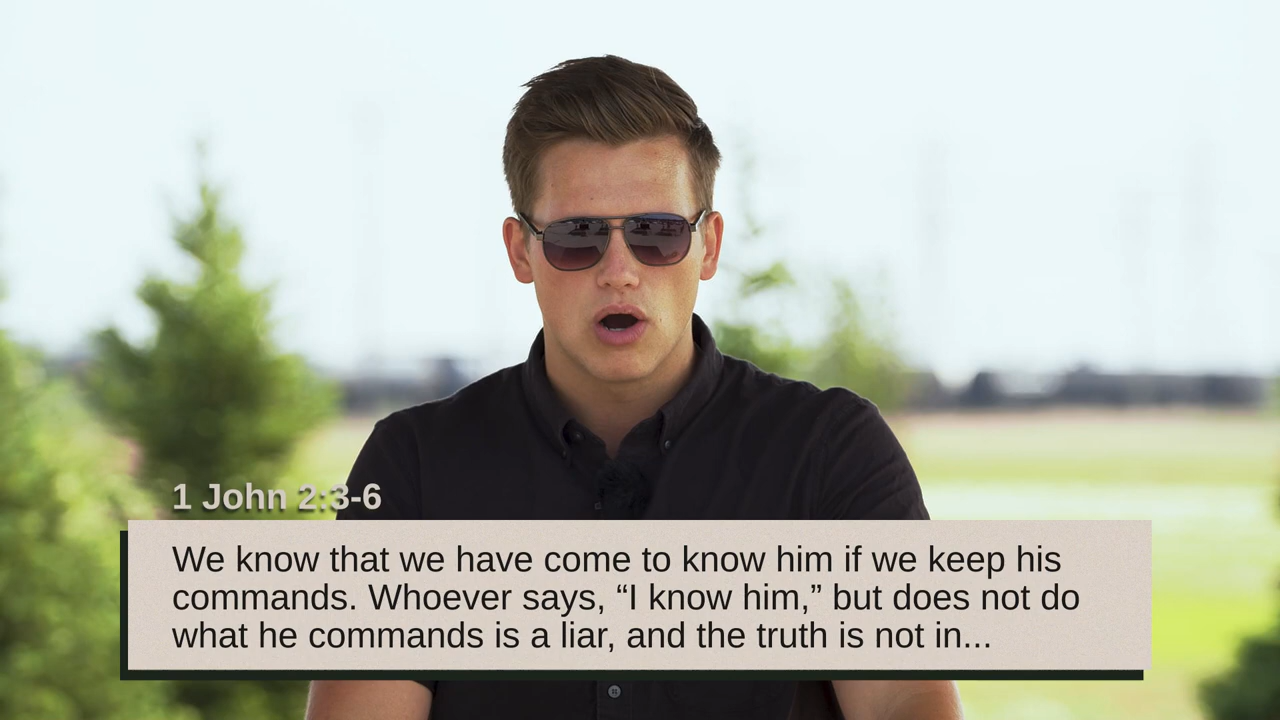 1 John 2:3-6
We know that we have come to know him if we keep his
commands. Whoever says, “I know him,” but does not do
what he commands is a liar, and the truth is not in...